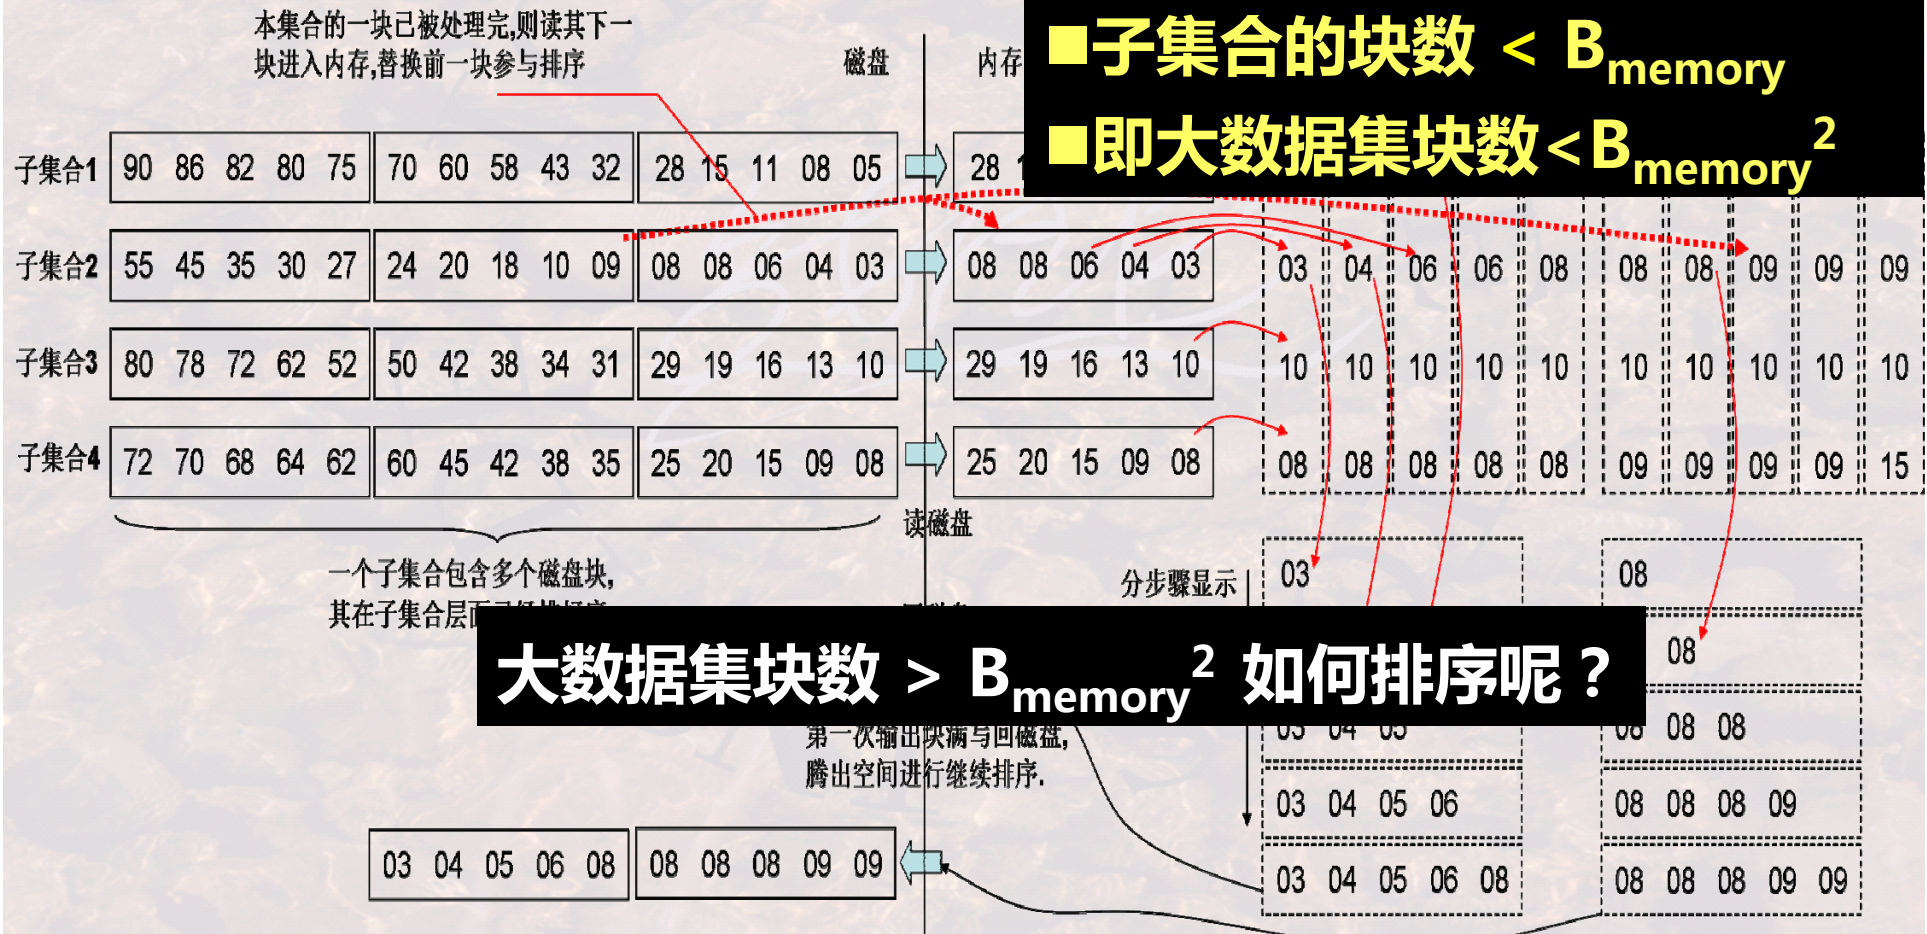 本集合的一块已被处理完,则读其下一
块进入内存,替换前一块参与排序
磁盘
内存
■子集合的块数 < Bmemory
■即大数据集块数<Bmemory²
子集合1
90 86 82 80 75
70 60 58 43 32
28 15 11 08 05
28
子集合2
55 45 35 30 27
24 20 18 10 09
08 08 06 04 03
08 08 06 04 03
03 04 06 06 08
08 08 09 09 09
子集合3
80 78 72 62 52
50 42 38 34 31
29 19 16 13 10
29 19 16 13 10
10 10 10 10 10
10 10 10 10 10
子集合4
72 70 68 64 62
60 45 42 38 35
25 20 15 09 08
25 20 15 09 08
08 08 08 08 08
09 09 09 09 15
读磁盘
一个子集合包含多个磁盘块,
其在子集合层面
分步骤显示
03
08
大数据集块数 > Bmemory² 如何排序呢？
08
03 04 05
08 08 08
第一次输出块满写回磁盘,
腾出空间进行继续排序.
03 04 05 06
08 08 08 09
03 04 05 06 08
08 08 08 09 09
03 04 05 06 08
08 08 08 09 09